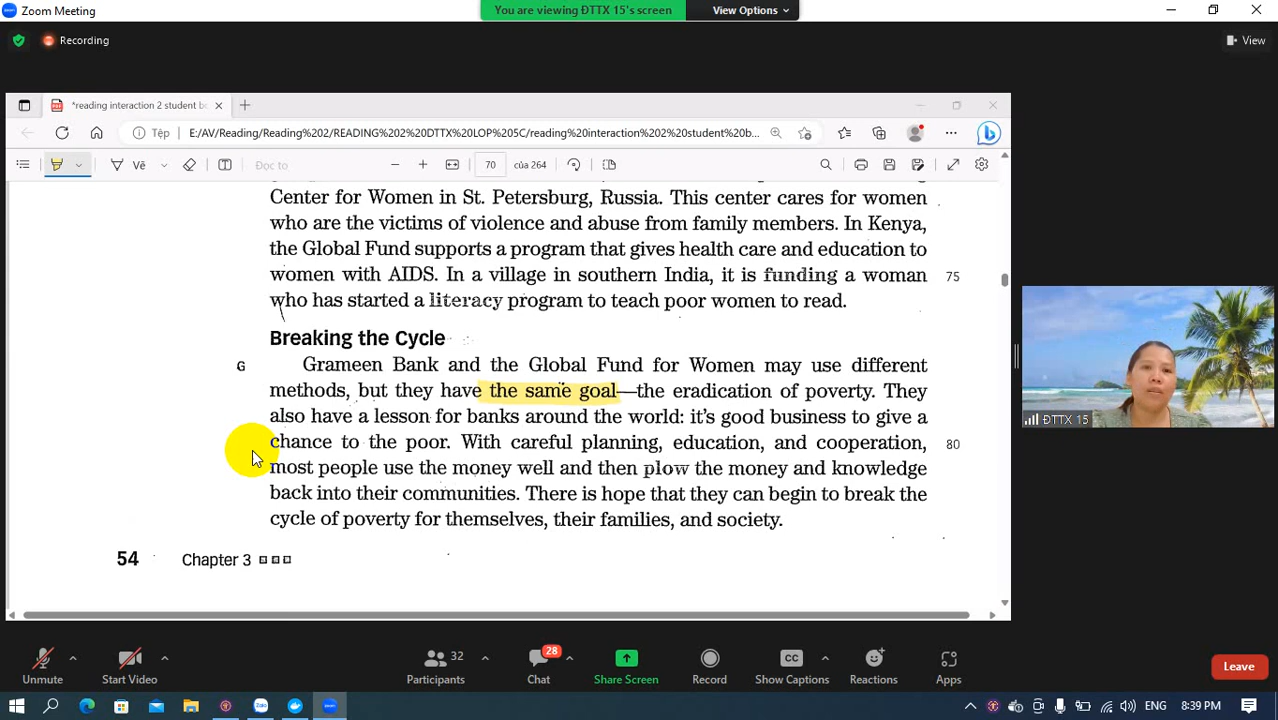 Zoom Meeting
You are viewing ĐTTX 15's screen
View Options
Recording
View
*reading interaction 2 student bo
Tệp
E:/AV/Reading/Reading%202/READING%202%20DTTX%20LOP%205C/reading%20interaction%202%20student%20b...
Vẽ
Đọc to
70
của 264
Center for Women in St. Petersburg, Russia. This center cares for women
who are the victims of violence and abuse from family members. In Kenya,
the Global Fund supports a program that gives health care and education to
women with AIDS. In a village in southern India, it is funding a woman
75
who has started a literacy program to teach poor women to read.
Breaking the Cycle
G
Grameen Bank and the Global Fund for Women may use different
methods, but they have the same goal—the eradication of poverty. They
also have a lesson for banks around the world: it's good business to give a
chance to the poor. With careful planning, education, and cooperation,
80
most people use the money well and then plow the money and knowledge
back into their communities. There is hope that they can begin to break the
cycle of poverty for themselves, their families, and society.
54
Chapter 3
ĐTTX 15
Unmute
Start Video
32
Participants
28
Chat
Share Screen
Record
CC
Show Captions
Reactions
Apps
Leave
ENG
8:39 PM